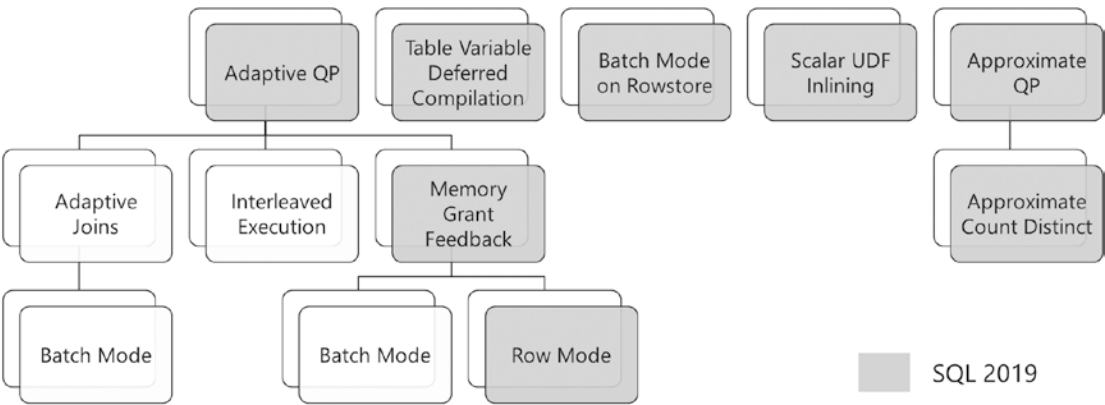 Adaptive QP
Table Variable
Deferred
Compilation
Batch Mode
on Rowstore
Scalar UDF
Inlining
Approximate
QP
Adaptive
Joins
Interleaved
Execution
Memory
Grant
Feedback
Approximate
Count Distinct
Batch Mode
Batch Mode
Row Mode
SQL 2019